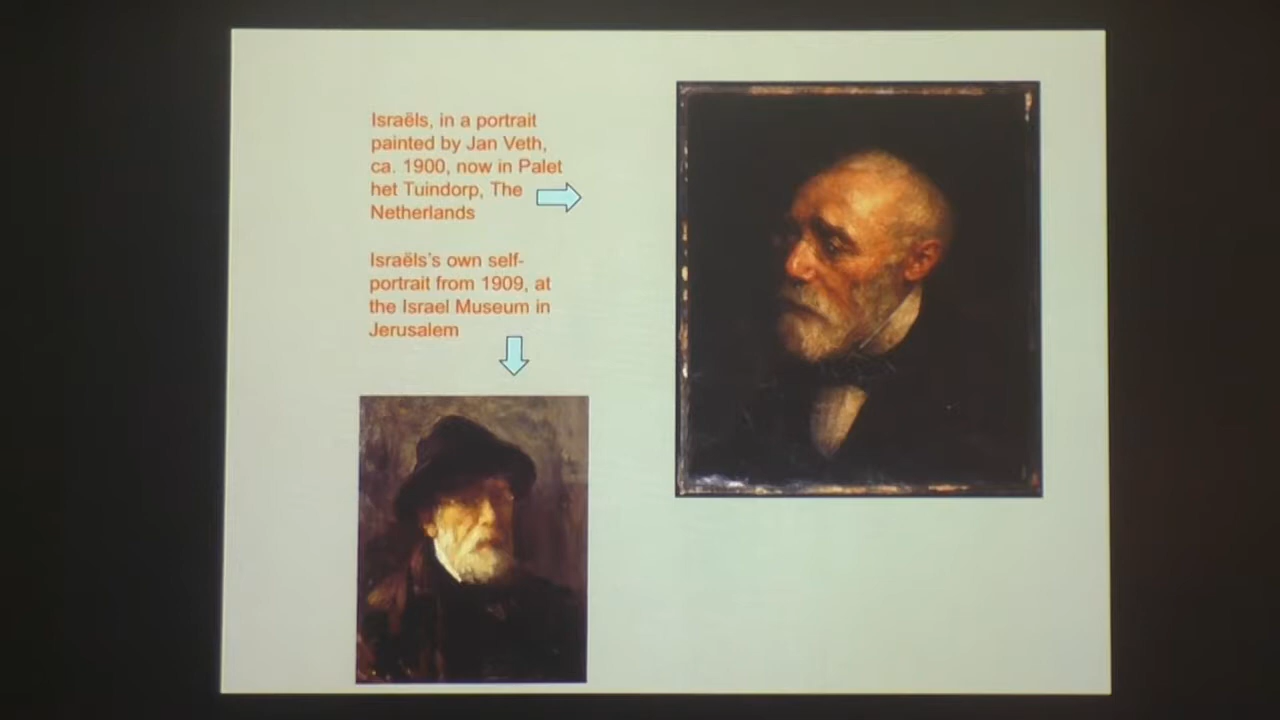 Israëls, in a portrait
painted by Jan Veth,
ca. 1900, now in Palet
het Tuindorp, The
Netherlands
Israëls's own self-
portrait from 1909, at
the Israel Museum in
Jerusalem